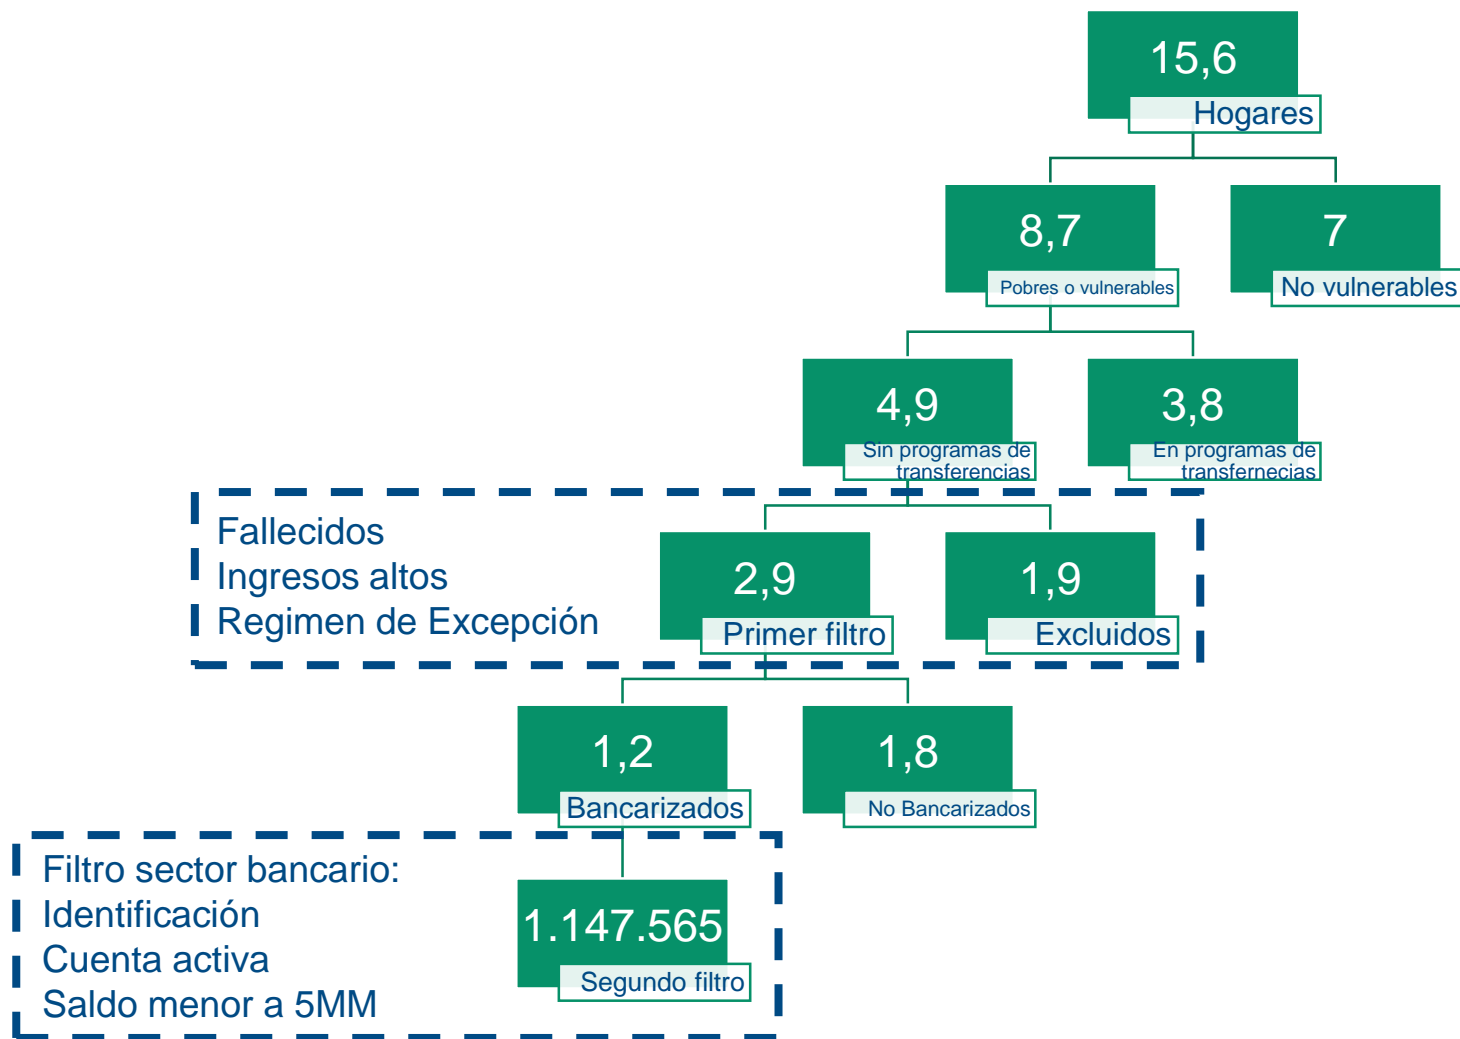 15,6
Hogares
8,7
Pobres o vulnerables
7
No vulnerables
4,9
Sin programas de
transferencias
3,8
En programas de
transfernecias
Fallecidos
Ingresos altos
Regimen de Excepción
2,9
Primer filtro
1,9
Excluidos
1,2
Bancarizados
1,8
No Bancarizados
Filtro sector bancario:
Identificación
Cuenta activa
Saldo menor a 5MM
1.147.565
Segundo filtro